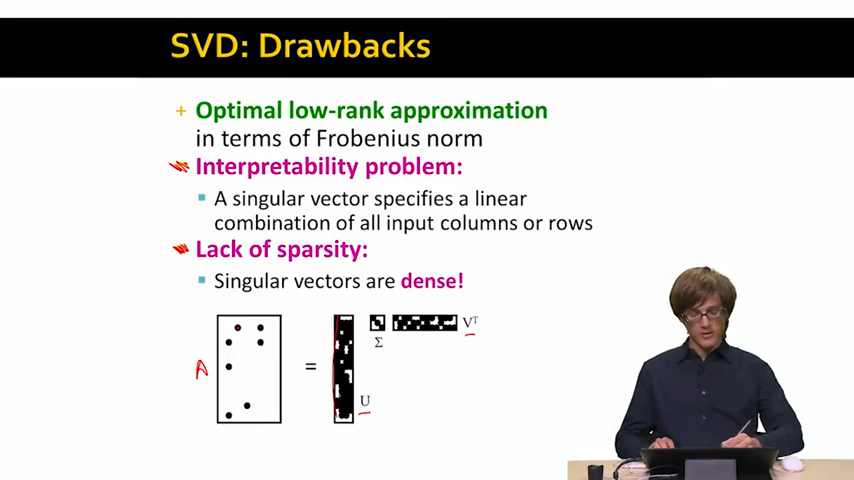 SVD: Drawbacks
+ Optimal low-rank approximation
in terms of Frobenius norm
Interpretability problem:
A singular vector specifies a linear
combination of all input columns or rows
Lack of sparsity:
Singular vectors are dense!
A = U Σ Vᵀ